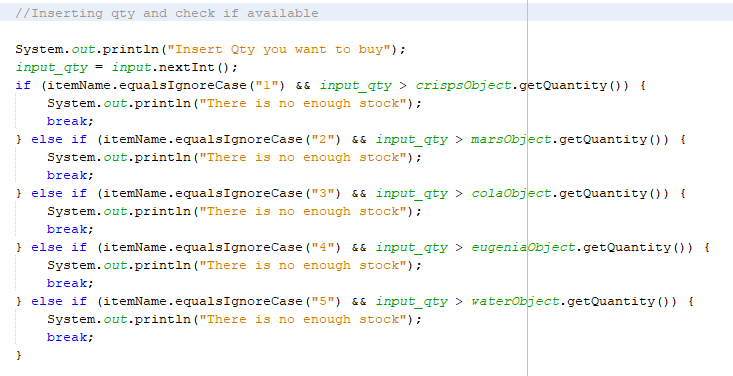 //Inserting qty and check if available
System.out.println("Insert Qty you want to buy");
input_qty = input.nextInt();
if (itemName.equalsIgnoreCase("1") && input_qty > crispsObject.getQuantity()) {
System.out.println("There is no enough stock");
break;
} else if (itemName.equalsIgnoreCase("2") && input_qty > marsObject.getQuantity()) {
System.out.println("There is no enough stock");
break;
} else if (itemName.equalsIgnoreCase("3") && input_qty > colaObject.getQuantity()) {
System.out.println("There is no enough stock");
break;
} else if (itemName.equalsIgnoreCase("4") && input_qty > eugeniaObject.getQuantity()) {
System.out.println("There is no enough stock");
break;
} else if (itemName.equalsIgnoreCase("5") && input_qty > waterObject.getQuantity()) {
System.out.println("There is no enough stock");
break;
}